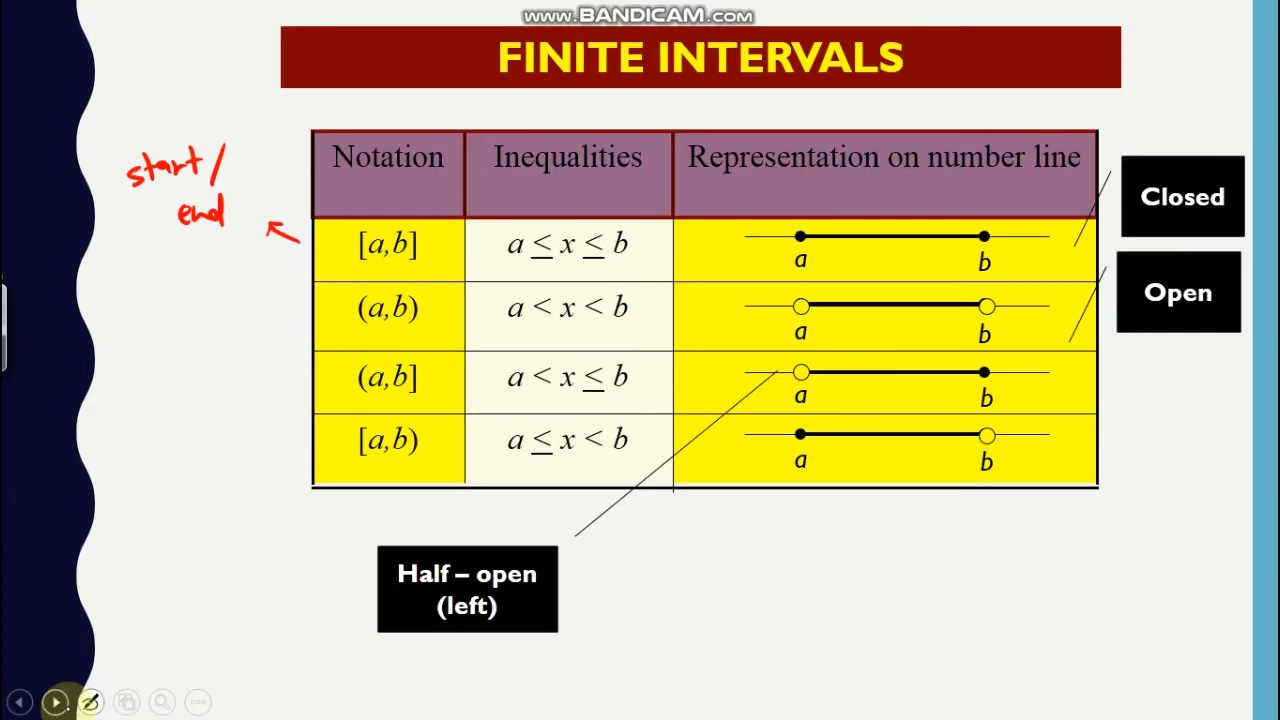 WWW.BANDICAM.COM
FINITE INTERVALS
start/
end
Notation Inequalities Representation on number line
[a,b] a ≤ x ≤ b
a b
(a,b) a < x < b
a b
(a,b] a < x ≤ b
a b
[a,b) a ≤ x < b
a b
Closed
Open
Half – open
(left)